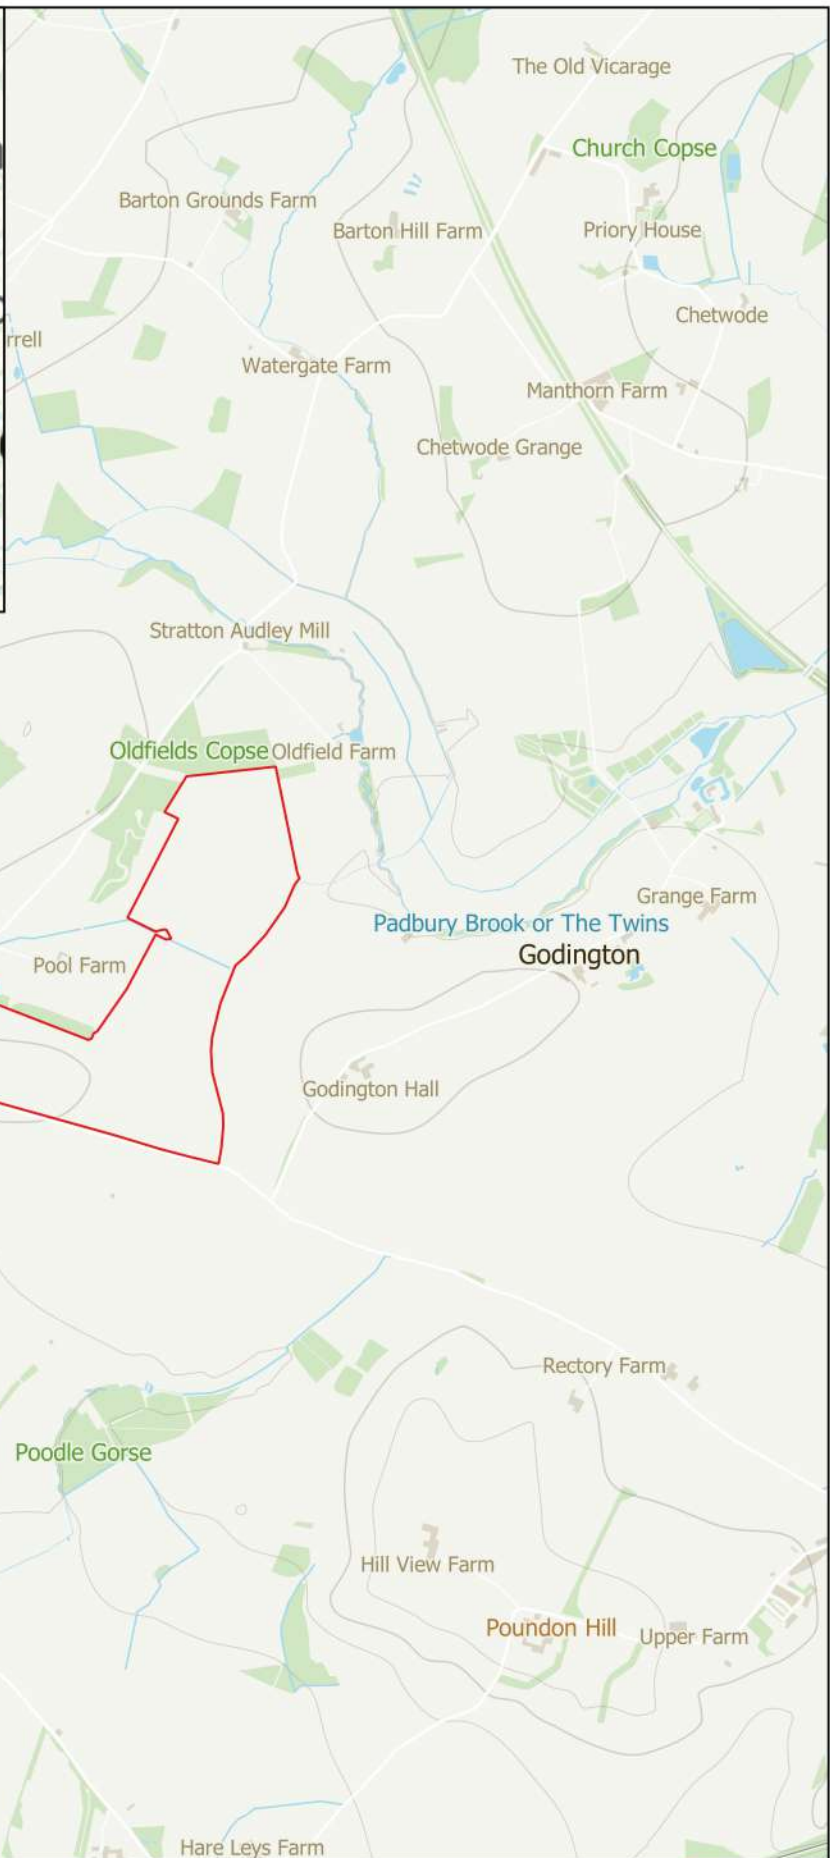 The Old Vicarage
Church Copse
Barton Grounds Farm
Barton Hill Farm
Priory House
Chetwode
rrell
Watergate Farm
Manthorn Farm
Chetwode Grange
Stratton Audley Mill
Oldfields Copse
Oldfield Farm
Grange Farm
Padbury Brook or The Twins
Godington
Pool Farm
Godington Hall
Rectory Farm
Poodle Gorse
Hill View Farm
Poundon Hill
Upper Farm
Hare Leys Farm